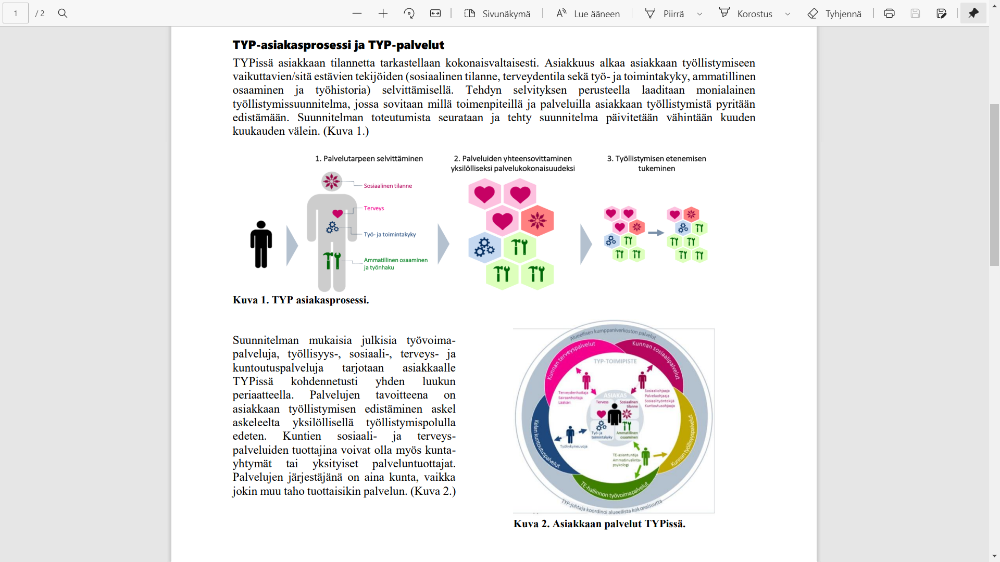 1
/ 2
Sivunäkymä
Lue ääneen
Piirrä
Korostus
Tyhjennä
TYP-asiakasprosessi ja TYP-palvelut
TYPissä asiakkaan tilannetta tarkastellaan kokonaisvaltaisesti. Asiakkuus alkaa asiakkaan työllistymiseen
vaikuttavien/sitä estävien tekijöiden (sosiaalinen tilanne, terveydentila sekä työ- ja toimintakyky, ammatillinen
osaaminen ja työhistoria) selvittämisellä. Tehdyn selvityksen perusteella laaditaan monialainen
työllistymissuunnitelma, jossa sovitaan millä toimenpiteillä ja palveluilla asiakkaan työllistymistä pyritään
edistämään. Suunnitelman toteutumista seurataan ja tehty suunnitelma päivitetään vähintään kuuden
kuukauden välein. (Kuva 1.)
1. Palvelutarpeen selvittäminen
Sosiaalinen tilanne
Terveys
Työ- ja toimintakyky
Ammatillinen osaaminen
ja työnhaku
2. Palveluiden yhteensovittaminen
yksilölliseksi palvelukokonaisuudeksi
3. Työllistymisen etenemisen
tukeminen
Kuva 1. TYP asiakasprosessi.
Suunnitelman mukaisia julkisia työvoima-
palveluja, työllisyys-, sosiaali-, terveys- ja
kuntoutuspalveluja tarjotaan asiakkaalle
TYPissä kohdennetusti yhden luukun
periaatteella. Palvelujen tavoitteena on
asiakkaan työllistymisen edistäminen askel
askeleelta yksilöllisellä työllistymispolulla
edeten. Kuntien sosiaali- ja terveys-
palveluiden tuottajina voivat olla myös kunta-
yhtymät tai yksityiset palveluntuottajat.
Palvelujen järjestäjänä on aina kunta, vaikka
jokin muu taho tuottaisikin palvelun. (Kuva 2.)
Alueellisen kumppaniverkoston palvelut
Kunnan terveyspalvelut
Kunnan sosiaalipalvelut
TYP-TOIMIPISTE
Terveydenhoitaja
Sairaanhoitaja
Lääkäri
Sosiaaliohjaaja
Palveluohjaaja
Sosiaalityöntekijä
Kuntoutusohjaaja
ASIAKAS
Terveys
Sosiaalinen
tilanne
Työ- ja
toimintakyky
Ammatillinen
osaaminen
Työkykyneuvoja
TE-asiantuntija
Ammatinvalinta-
psykologi
Kelan kuntoutuspalvelut
Kunnan työllisyyspalvelut
TE-hallinnon työvoimapalvelut
TYP-johtaja koordinoi alueellista kokonaisuutta
Kuva 2. Asiakkaan palvelut TYPissä.